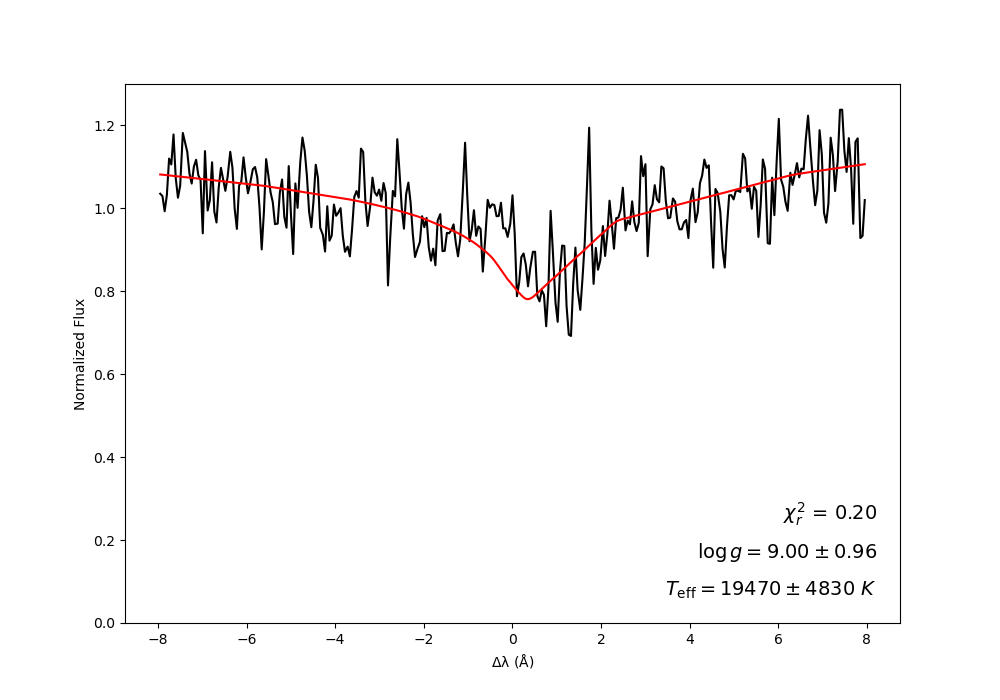 1.2
1.0
0.8
0.6
0.4
0.2
0.0
Normalized Flux
χ²ᵣ = 0.20
log g = 9.00 ± 0.96
T_eff = 19470 ± 4830 K
−8 −6 −4 −2 0 2 4 6 8
Δλ (Å)